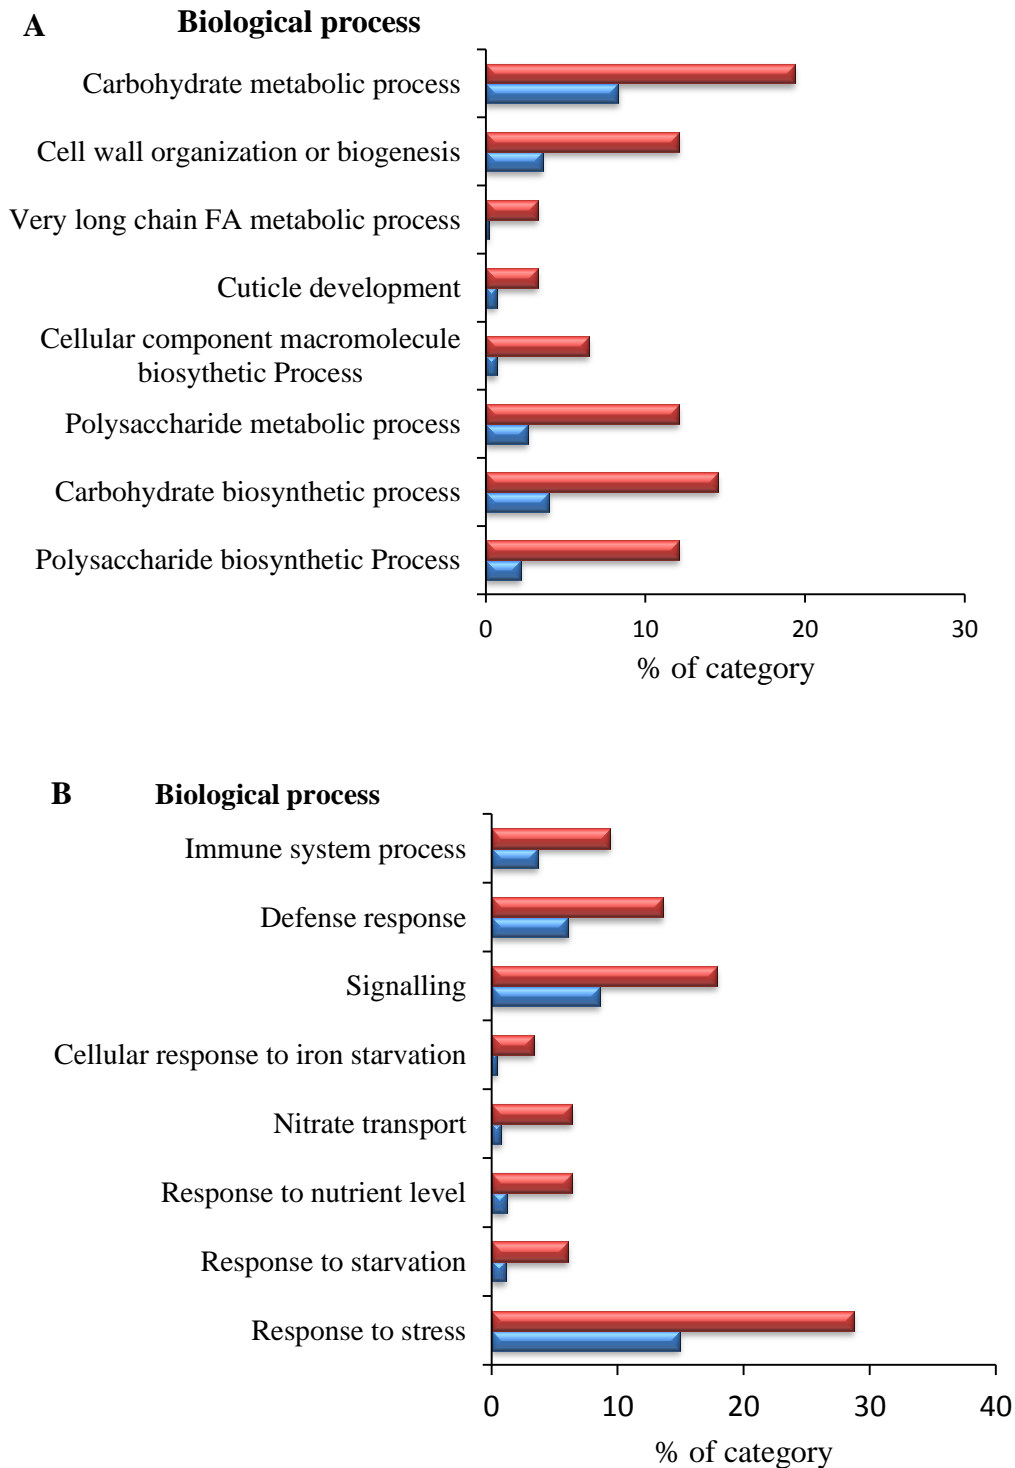 A
Biological process
Carbohydrate metabolic process
Cell wall organization or biogenesis
Very long chain FA metabolic process
Cuticle development
Cellular component macromolecule
biosythetic Process
Polysaccharide metabolic process
Carbohydrate biosynthetic process
Polysaccharide biosynthetic Process
0 10 20 30
% of category
B
Biological process
Immune system process
Defense response
Signalling
Cellular response to iron starvation
Nitrate transport
Response to nutrient level
Response to starvation
Response to stress
0 10 20 30 40
% of category